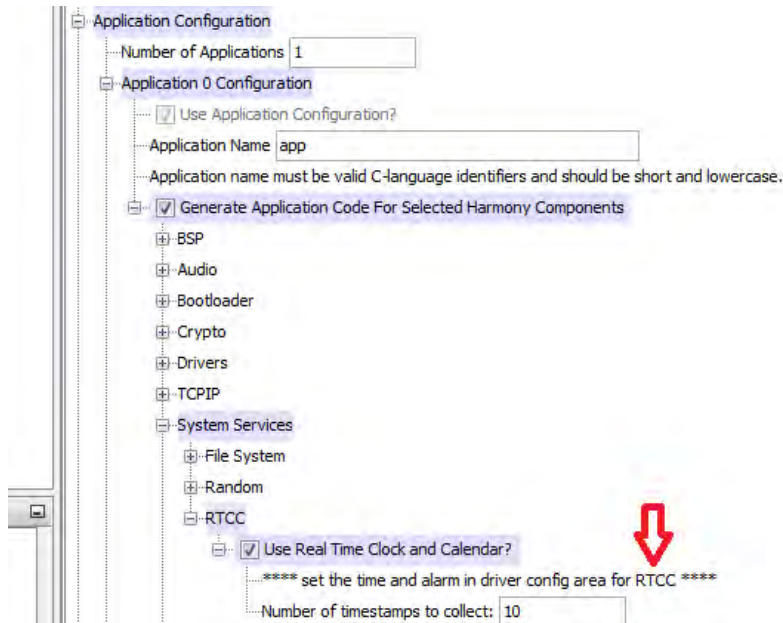 Application Configuration
Number of Applications 1
Application 0 Configuration
Use Application Configuration?
Application Name app
Application name must be valid C-language identifiers and should be short and lowercase.
Generate Application Code For Selected Harmony Components
BSP
Audio
Bootloader
Crypto
Drivers
TCPIP
System Services
File System
Random
RTCC
Use Real Time Clock and Calendar?
**** set the time and alarm in driver config area for RTCC ****
Number of timestamps to collect: 10